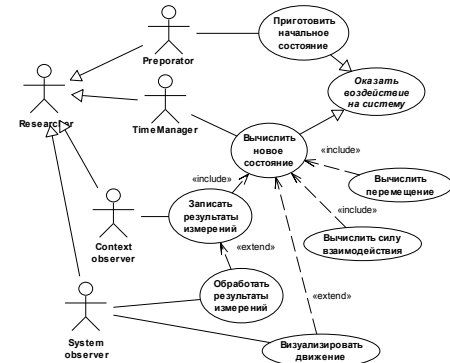 Приготовить
начальное
состояние
Preporator
Оказать
воздействие
на систему
Researcher
TimeManager
Вычислить
новое
состояние
«include»
«include»
Вычислить
перемещение
Записать
результаты
измерений
«include»
Context
observer
Вычислить силу
взаимодействия
«extend»
Обработать
результаты
измерений
«extend»
System
observer
Визуализировать
движение